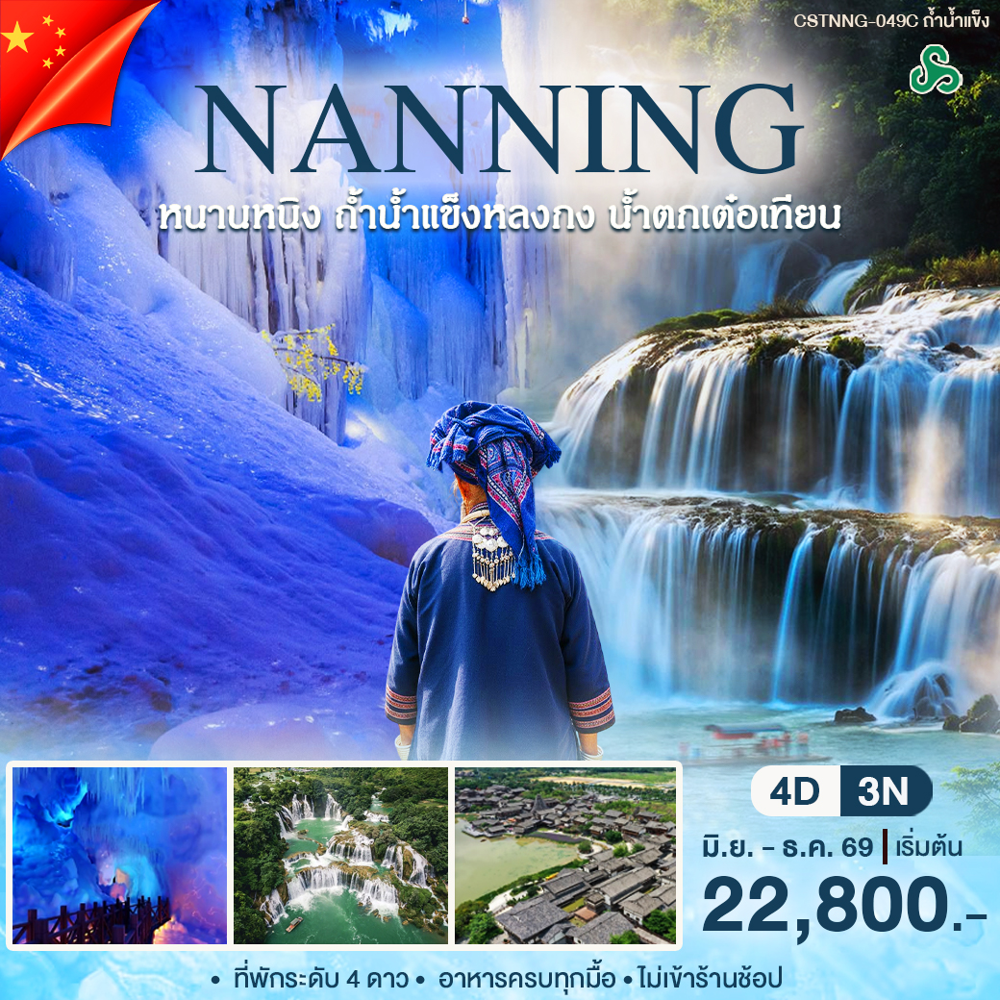 CSTNNG-049C ถ้ำน้ำแข็ง
NANNING
หนานหนิง ถ้ำน้ำแข็งหลงกง น้ำตกเต๋อเทียน
4D 3N
มิ.ย. - ธ.ค. 69 | เริ่มต้น
22,800.-
• ที่พักระดับ 4 ดาว • อาหารครบทุกมื้อ • ไม่เข้าร้านช้อป